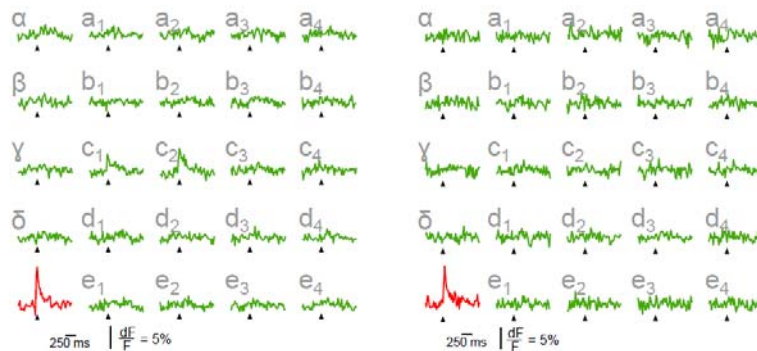 α a1 a2 a3 a4 α a1 a2 a3 a4
β b1 b2 b3 b4 β b1 b2 b3 b4
γ c1 c2 c3 c4 γ c1 c2 c3 c4
δ d1 d2 d3 d4 δ d1 d2 d3 d4
e1 e2 e3 e4 e1 e2 e3 e4
250 ms dF/F = 5% 250 ms dF/F = 5%